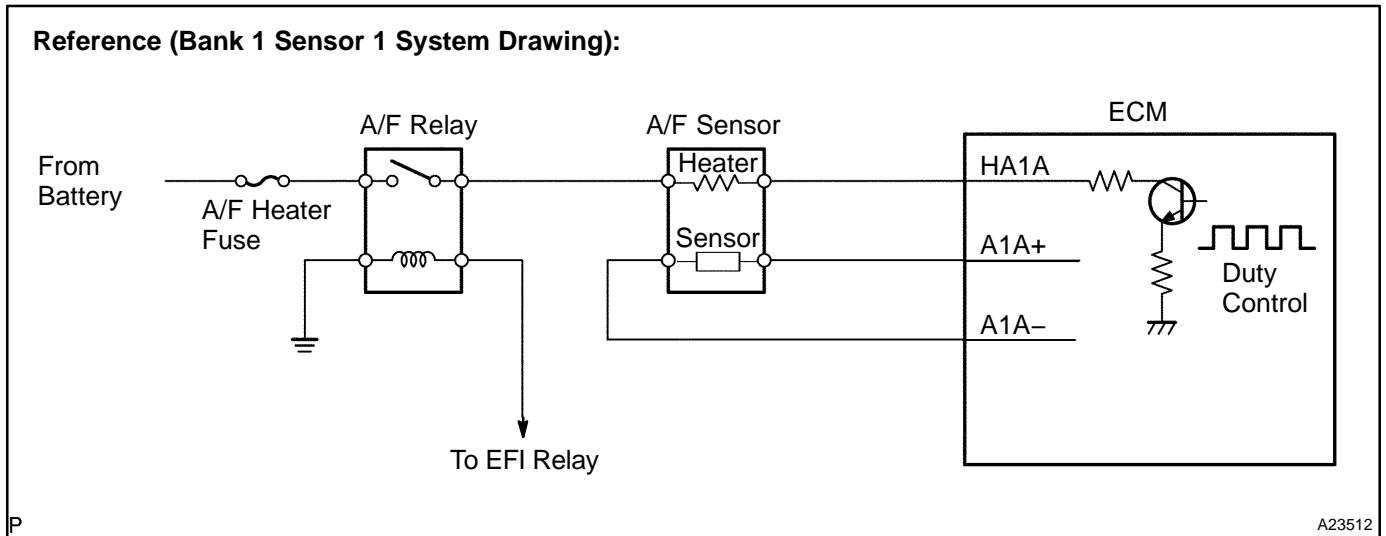 Reference (Bank 1 Sensor 1 System Drawing):
ECM
A/F Relay
A/F Sensor
From
Battery
Heater
HA1A
A/F Heater
Fuse
Sensor
A1A+
Duty
Control
A1A−
To EFI Relay
P
A23512